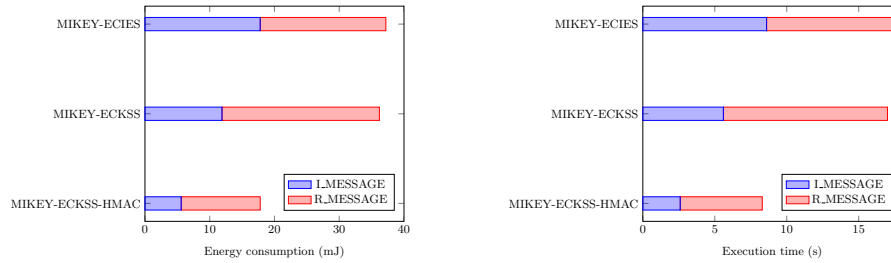 MIKEY-ECIES
MIKEY-ECKSS
MIKEY-ECKSS-HMAC
I_MESSAGE
R_MESSAGE
0 10 20 30 40
Energy consumption (mJ)
MIKEY-ECIES
MIKEY-ECKSS
MIKEY-ECKSS-HMAC
I_MESSAGE
R_MESSAGE
0 5 10 15
Execution time (s)